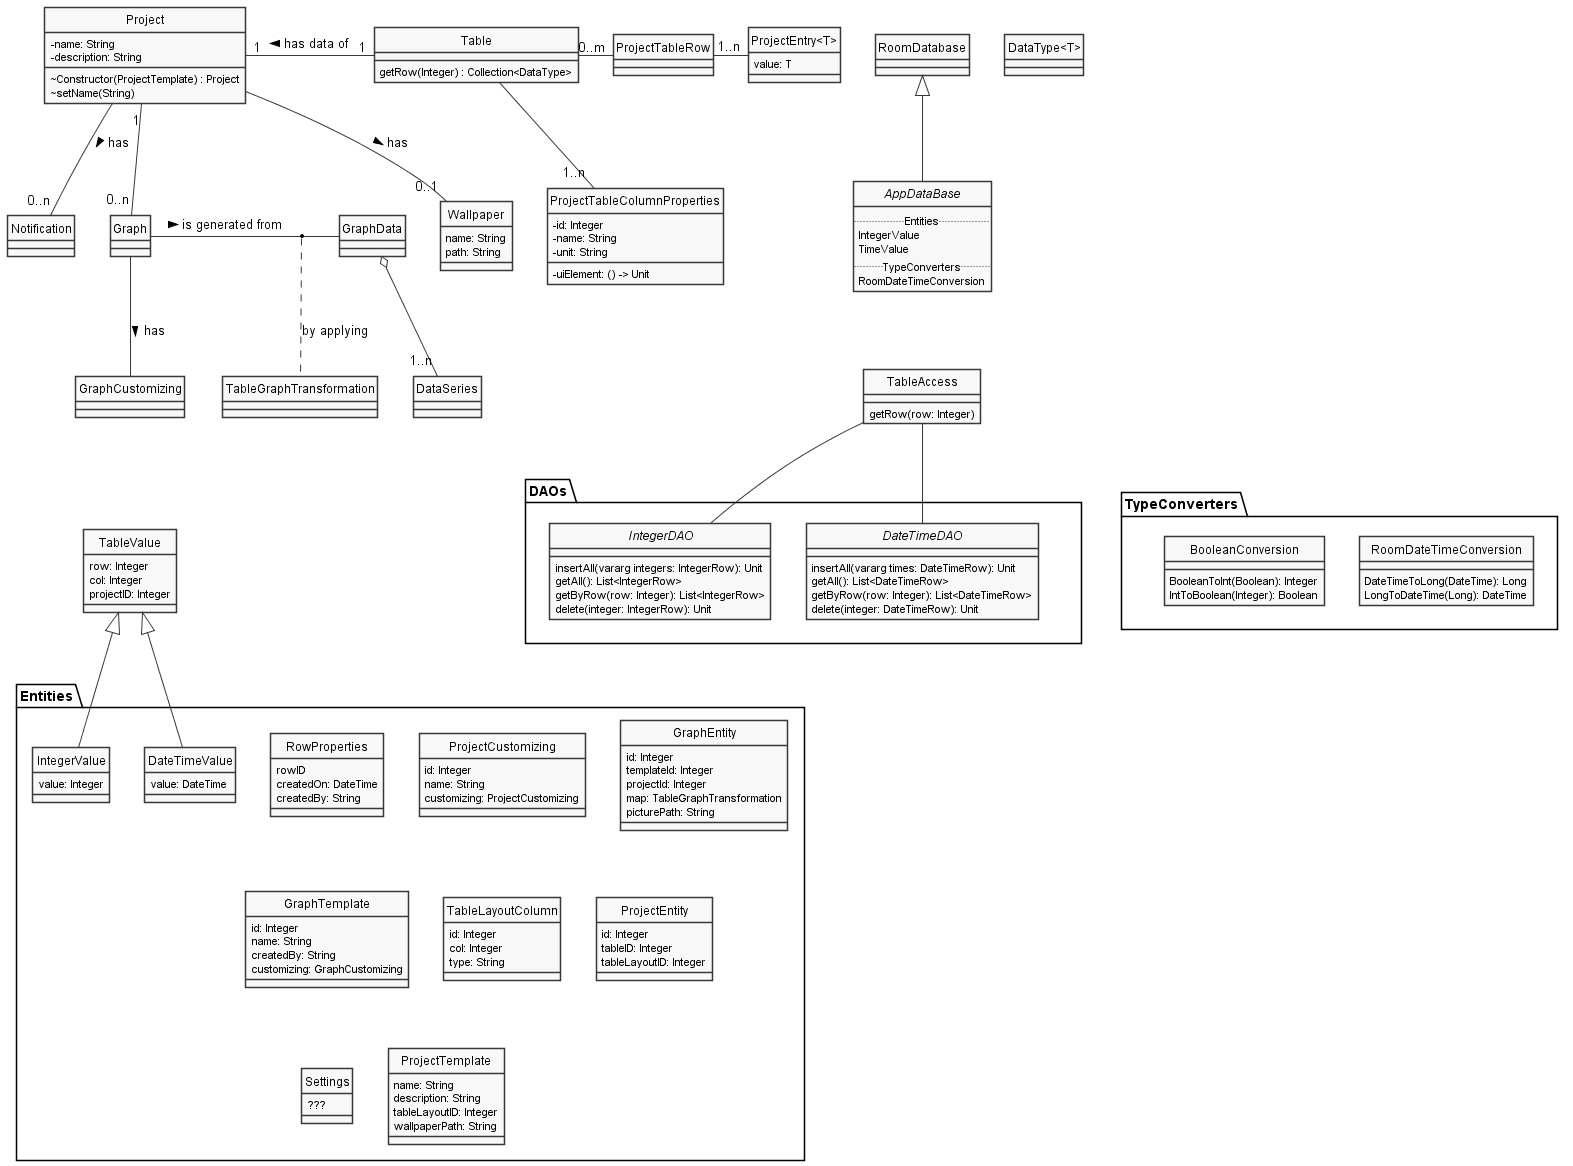 Project
-name: String
-description: String
~Constructor(ProjectTemplate) : Project
~setName(String)
1
has data of
1
Table
getRow(Integer) : Collection<DataType>
0..m
ProjectTableRow
1..n
ProjectEntry<T>
value: T
RoomDatabase
DataType<T>
1
has
has
0..n
0..n
0..1
1..n
Notification
Graph
is generated from
GraphData
Wallpaper
name: String
path: String
ProjectTableColumnProperties
-id: Integer
-name: String
-unit: String
-uiElement: () -> Unit
AppDataBase
Entities
IntegerValue
TimeValue
TypeConverters
RoomDateTimeConversion
has
by applying
1..n
GraphCustomizing
TableGraphTransformation
DataSeries
TableAccess
getRow(row: Integer)
DAOs
IntegerDAO
insertAll(vararg integers: IntegerRow): Unit
getAll(): List<IntegerRow>
getByRow(row: Integer): List<IntegerRow>
delete(integer: IntegerRow): Unit
DateTimeDAO
insertAll(vararg times: DateTimeRow): Unit
getAll(): List<DateTimeRow>
getByRow(row: Integer): List<DateTimeRow>
delete(integer: DateTimeRow): Unit
TypeConverters
BooleanConversion
BooleanToInt(Boolean): Integer
IntToBoolean(Integer): Boolean
RoomDateTimeConversion
DateTimeToLong(DateTime): Long
LongToDateTime(Long): DateTime
TableValue
row: Integer
col: Integer
projectID: Integer
Entities
IntegerValue
value: Integer
DateTimeValue
value: DateTime
RowProperties
rowID
createdOn: DateTime
createdBy: String
ProjectCustomizing
id: Integer
name: String
customizing: ProjectCustomizing
GraphEntity
id: Integer
templateId: Integer
projectId: Integer
map: TableGraphTransformation
picturePath: String
GraphTemplate
id: Integer
name: String
createdBy: String
customizing: GraphCustomizing
TableLayoutColumn
id: Integer
col: Integer
type: String
ProjectEntity
id: Integer
tableID: Integer
tableLayoutID: Integer
Settings
???
ProjectTemplate
name: String
description: String
tableLayoutID: Integer
wallpaperPath: String